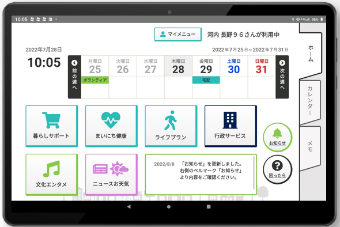 10:05
マイメニュー
河内 長野９６さんが利用中
2022年7月28日
2022年7月25日～2022年7月31日
10:05
前の週へ
月曜日 火曜日 水曜日 木曜日 金曜日 土曜日 日曜日
25 26 27 28 29 30 31
ボランティア
次の週へ
ホーム
カレンダー
メモ
暮らしサポート
まいにち健康
ライフプラン
行政サービス
お知らせ
文化エンタメ
ニュースお天気
2022/6/8 「お知らせ」を更新しました。
右側のベルマーク「お知らせ」
より内容をご確認ください。
困ったら